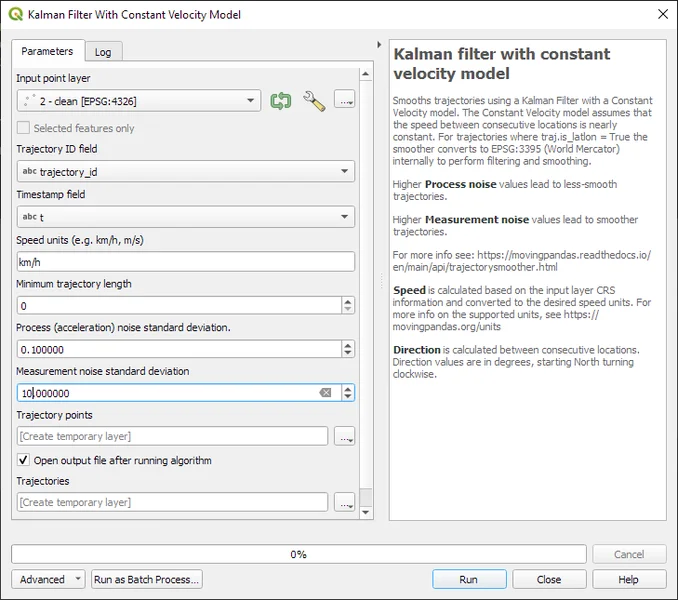 Kalman Filter With Constant Velocity Model
Parameters
Log
Input point layer
2 - clean [EPSG:4326]
...
Selected features only
Trajectory ID field
abc trajectory_id
Timestamp field
abc t
Speed units (e.g. km/h, m/s)
km/h
Minimum trajectory length
0
Process (acceleration) noise standard deviation.
0.100000
Measurement noise standard deviation
10.000000
Trajectory points
[Create temporary layer]
...
Open output file after running algorithm
Trajectories
[Create temporary layer]
...
Kalman filter with constant
velocity model
Smooths trajectories using a Kalman Filter with a Constant
Velocity model. The Constant Velocity model assumes that
the speed between consecutive locations is nearly
constant. For trajectories where traj.is_latlon = True the
smoother converts to EPSG:3395 (World Mercator)
internally to perform filtering and smoothing.
Higher Process noise values lead to less-smooth
trajectories.
Higher Measurement noise values lead to smoother
trajectories.
For more info see: https://movingpandas.readthedocs.io/
en/main/api/trajectorysmoother.html
Speed is calculated based on the input layer CRS
information and converted to the desired speed units. For
more info on the supported units, see https://
movingpandas.org/units
Direction is calculated between consecutive locations.
Direction values are in degrees, starting North turning
clockwise.
0%
Cancel
Advanced
Run as Batch Process...
Run
Close
Help